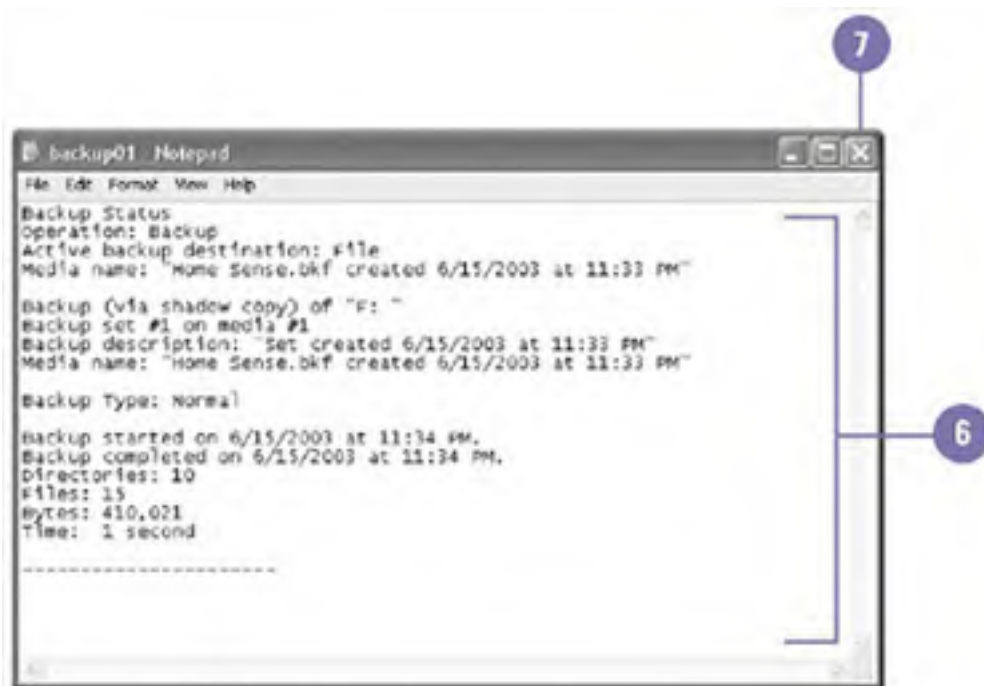 7
backup01 Notepad
File Edit Format View Help
Backup Status
Operation: Backup
Active backup destination: File
Media name: "Home Sense.bkf created 6/15/2003 at 11:33 PM"
Backup (via shadow copy) of "F: "
Backup set #1 on media #1
Backup description: "Set created 6/15/2003 at 11:33 PM"
Media name: "Home Sense.bkf created 6/15/2003 at 11:33 PM"
Backup Type: Normal
Backup started on 6/15/2003 at 11:34 PM.
6
Backup completed on 6/15/2003 at 11:34 PM.
Directories: 10
Files: 15
Bytes: 410,021
Time: 1 second
----------------------